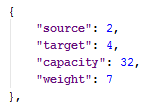 {
"source": 2,
"target": 4,
"capacity": 32,
"weight": 7
},